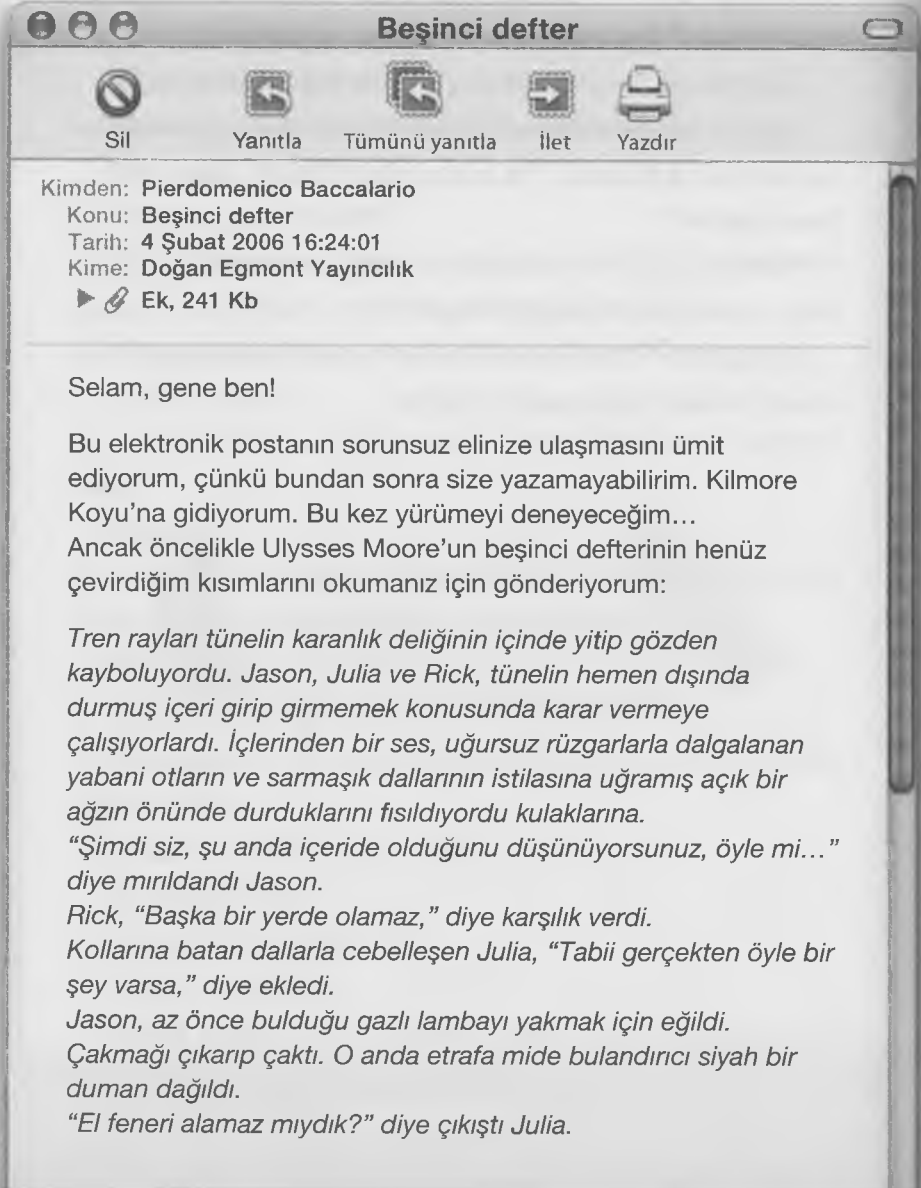 Beşinci defter
Sil Yanıtla Tümünü yanıtla İlet Yazdır
Kimden: Pierdomenico Baccalario
Konu: Beşinci defter
Tarih: 4 Şubat 2006 16:24:01
Kime: Doğan Egmont Yayıncılık
Ek, 241 Kb
Selam, gene ben!
Bu elektronik postanın sorunsuz elinize ulaşmasını ümit
ediyorum, çünkü bundan sonra size yazamayabilirim. Kilmore
Koyu’na gidiyorum. Bu kez yürümeyi deneyeceğim...
Ancak öncelikle Ulysses Moore’un beşinci defterinin henüz
çevirdiğim kısımlarını okumanız için gönderiyorum:
Tren rayları tünelin karanlık deliğinin içinde yitip gözden
kayboluyordu. Jason, Julia ve Rick, tünelin hemen dışında
durmuş içeri girip girmemek konusunda karar vermeye
çalışıyorlardı. İçlerinden bir ses, uğursuz rüzgarlarla dalgalanan
yabani otların ve sarmaşık dallarının istilasına uğramış açık bir
ağzın önünde durduklarını fısıldıyordu kulaklarına.
“Şimdi siz, şu anda içeride olduğunu düşünüyorsunuz, öyle mi...”
diye mırıldandı Jason.
Rick, “Başka bir yerde olamaz,” diye karşılık verdi.
Kollarına batan dallarla cebelleşen Julia, “Tabii gerçekten öyle bir
şey varsa,” diye ekledi.
Jason, az önce bulduğu gazlı lambayı yakmak için eğildi.
Çakmağı çıkarıp çaktı. O anda etrafa mide bulandırıcı siyah bir
duman dağıldı.
“El feneri alamaz mıydık?” diye çıkıştı Julia.